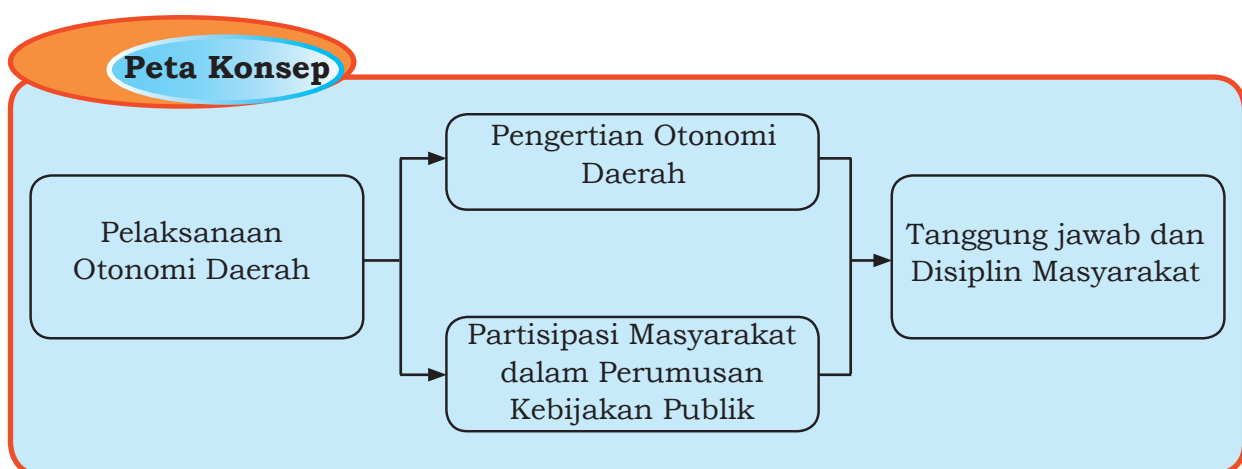 Peta Konsep
Pelaksanaan
Otonomi Daerah
Pengertian Otonomi
Daerah
Partisipasi Masyarakat
dalam Perumusan
Kebijakan Publik
Tanggung jawab dan
Disiplin Masyarakat